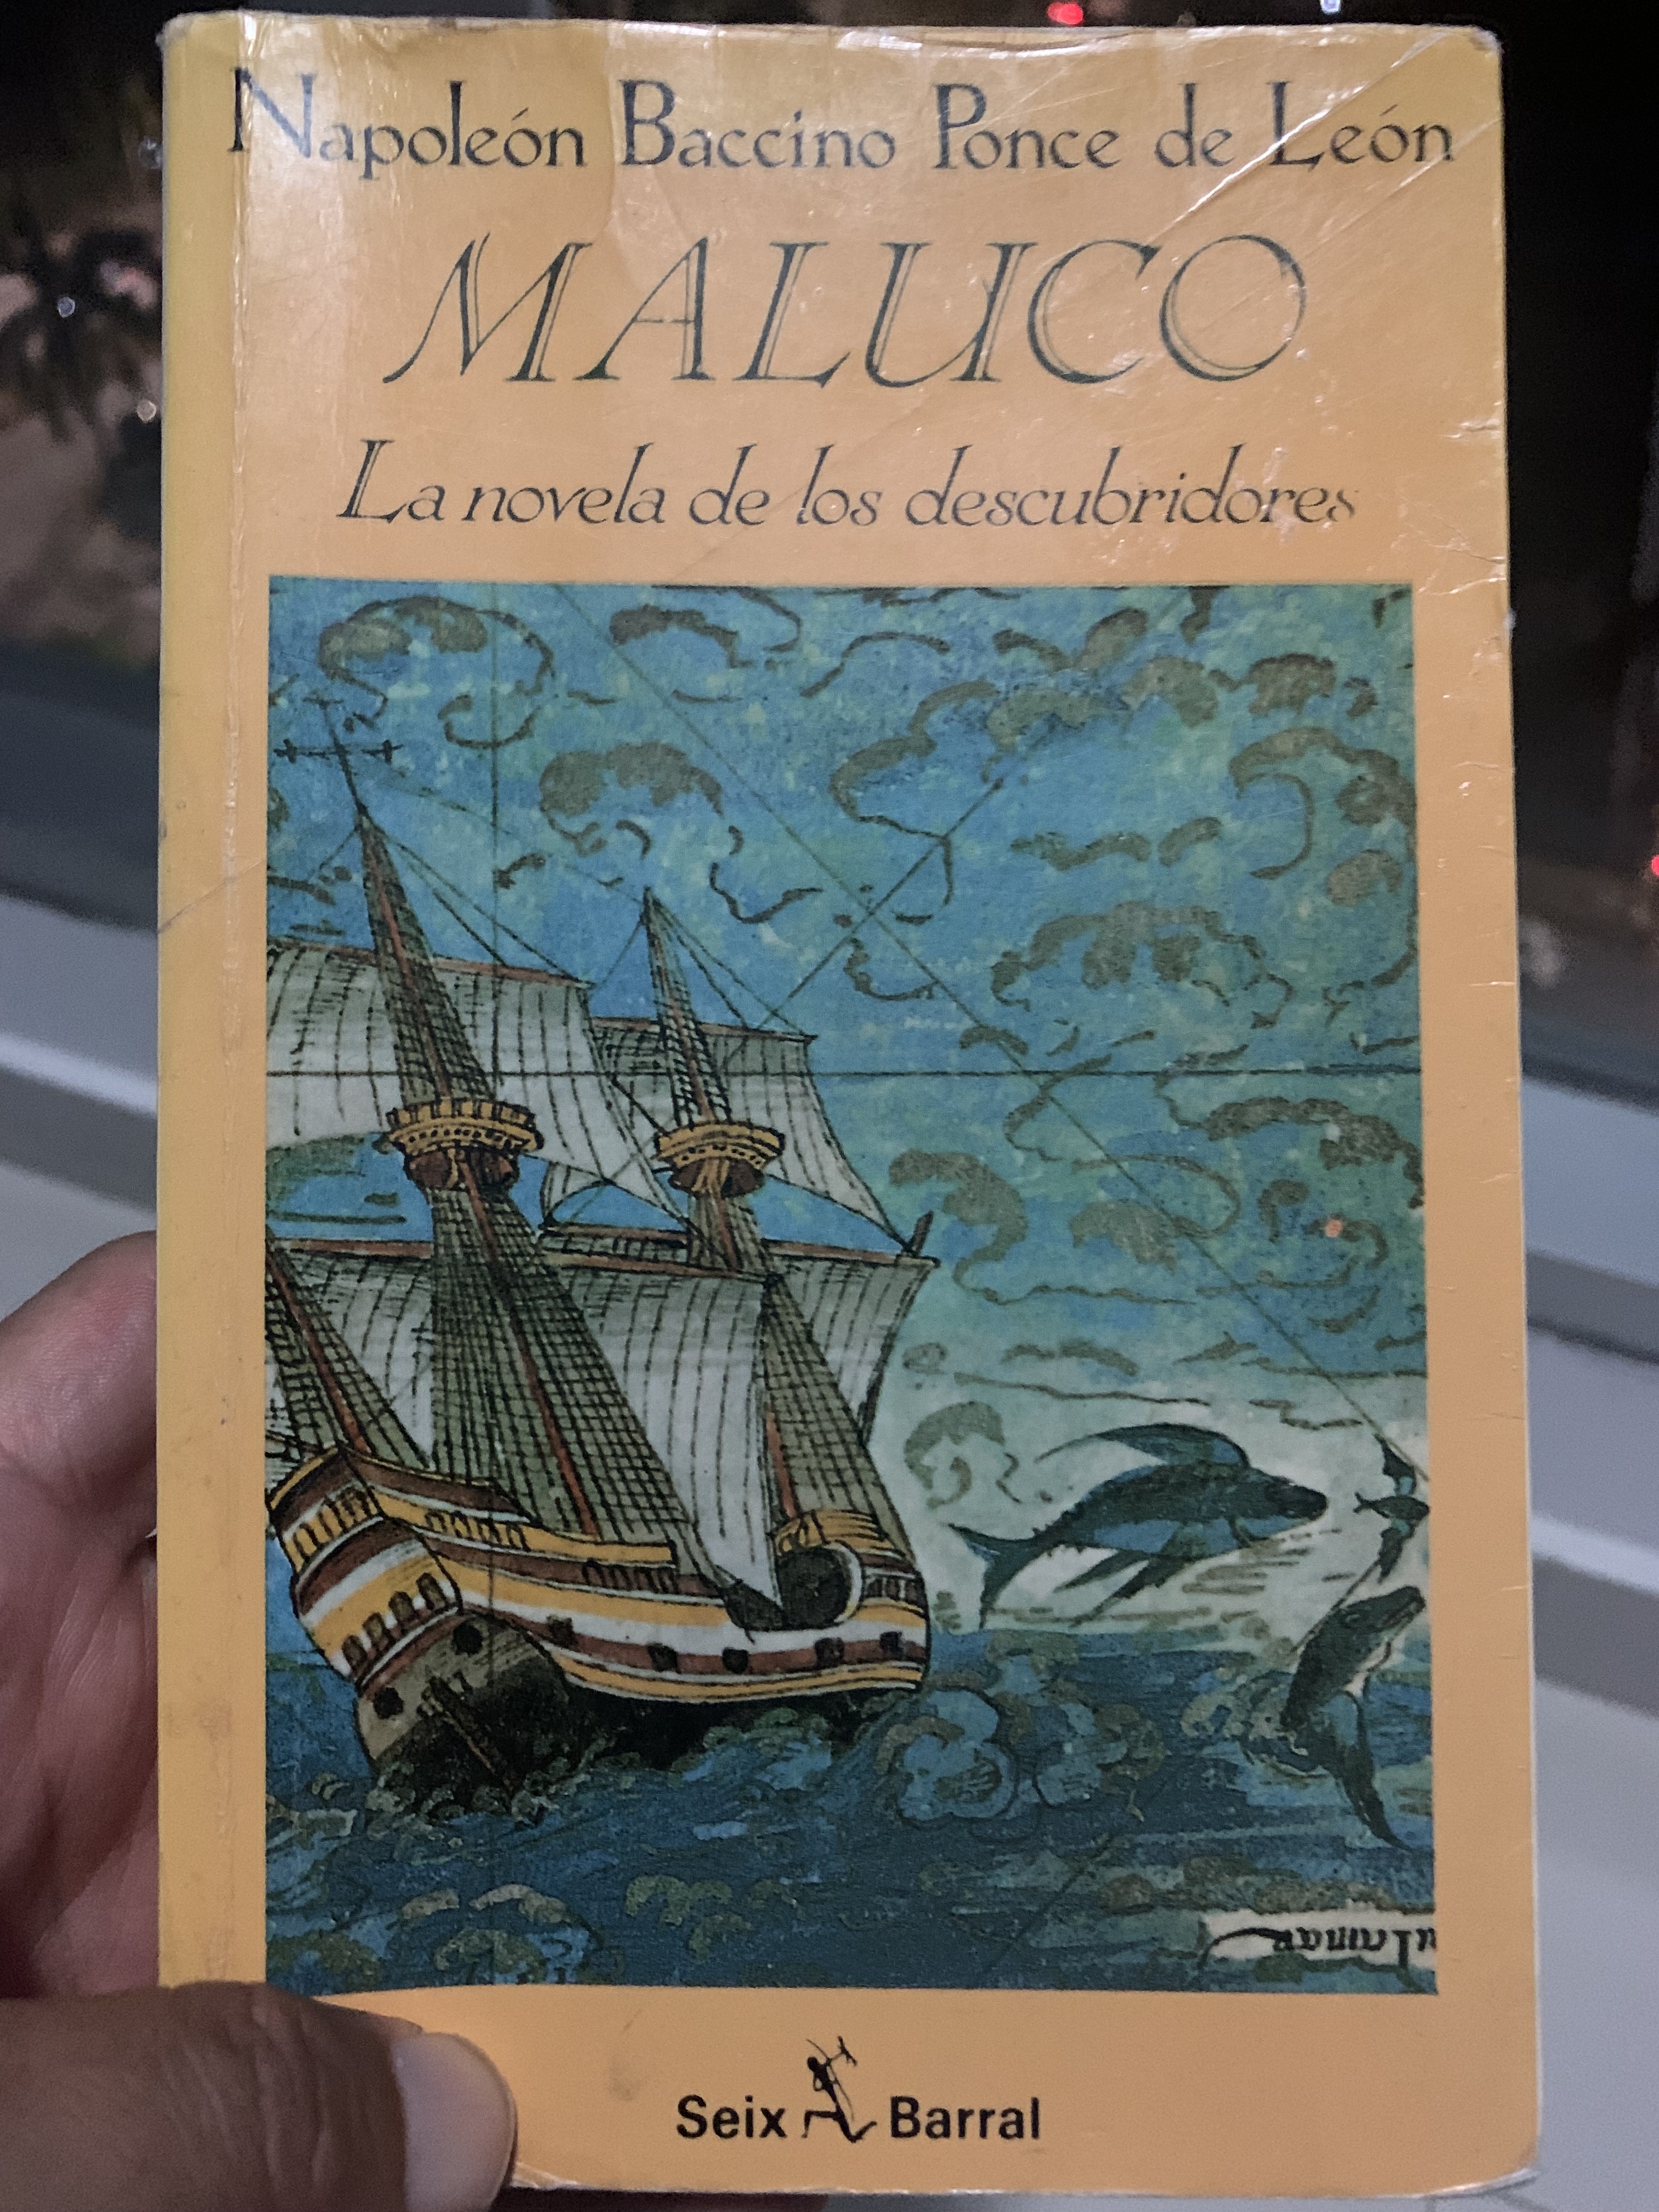 Napoleón Baccino Ponce de León
MALUCO
La novela de los descubridores
Seix Barral